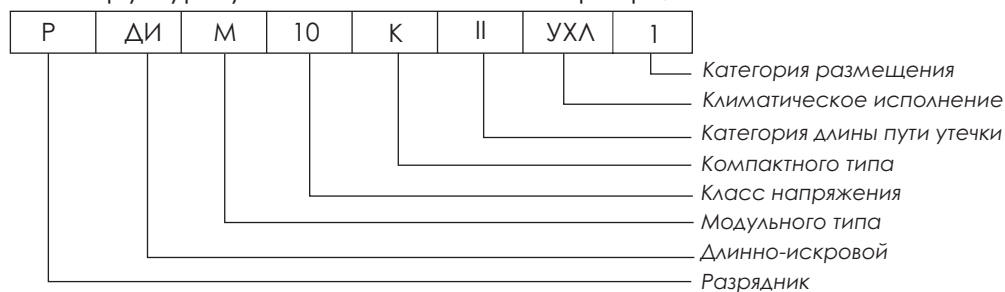 Р ДИ М 10 К II УХЛ 1
Категория размещения
Климатическое исполнение
Категория длины пути утечки
Компактного типа
Класс напряжения
Модульного типа
Длинно-искровой
Разрядник